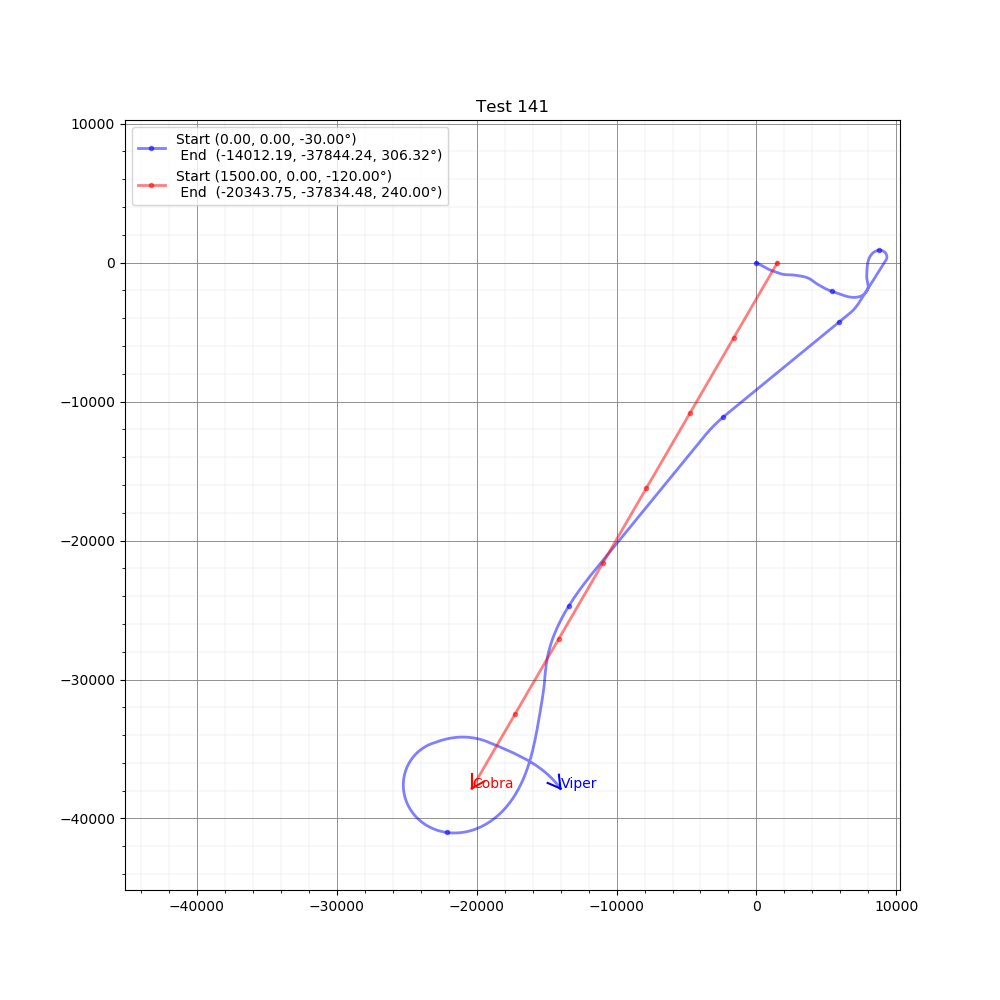 Test 141
Start (0.00, 0.00, -30.00°)
End  (-14012.19, -37844.24, 306.32°)
Start (1500.00, 0.00, -120.00°)
End  (-20343.75, -37834.48, 240.00°)
10000
0
−10000
−20000
−30000
−40000
Cobra
Viper
−40000
−30000
−20000
−10000
0
10000